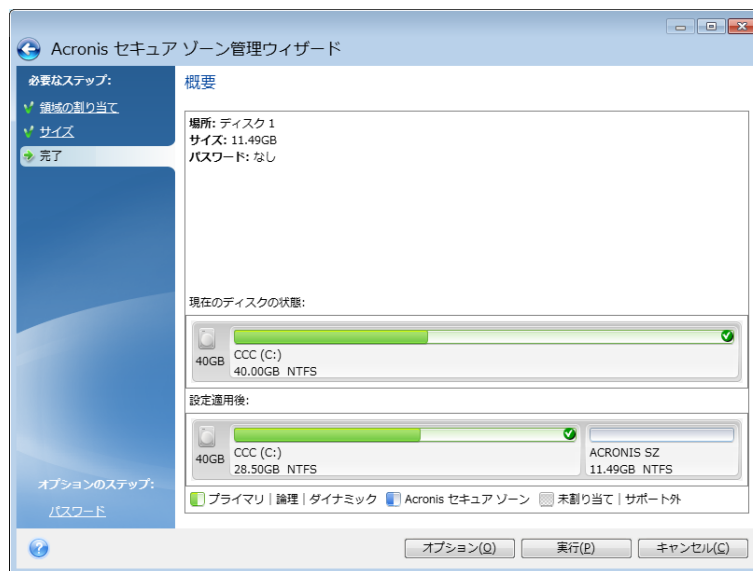 Acronis セキュア ゾーン管理ウィザード
必要なステップ:
領域の割り当て
サイズ
完了
オプションのステップ:
パスワード
概要
場所: ディスク 1
サイズ: 11.49GB
パスワード: なし
現在のディスクの状態:
40GB
CCC (C:)
40.00GB NTFS
設定適用後:
40GB
CCC (C:)
28.50GB NTFS
ACRONIS SZ
11.49GB NTFS
プライマリ | 論理 | ダイナミック Acronis セキュア ゾーン 未割り当て | サポート外
オプション(O) 実行(P) キャンセル(C)